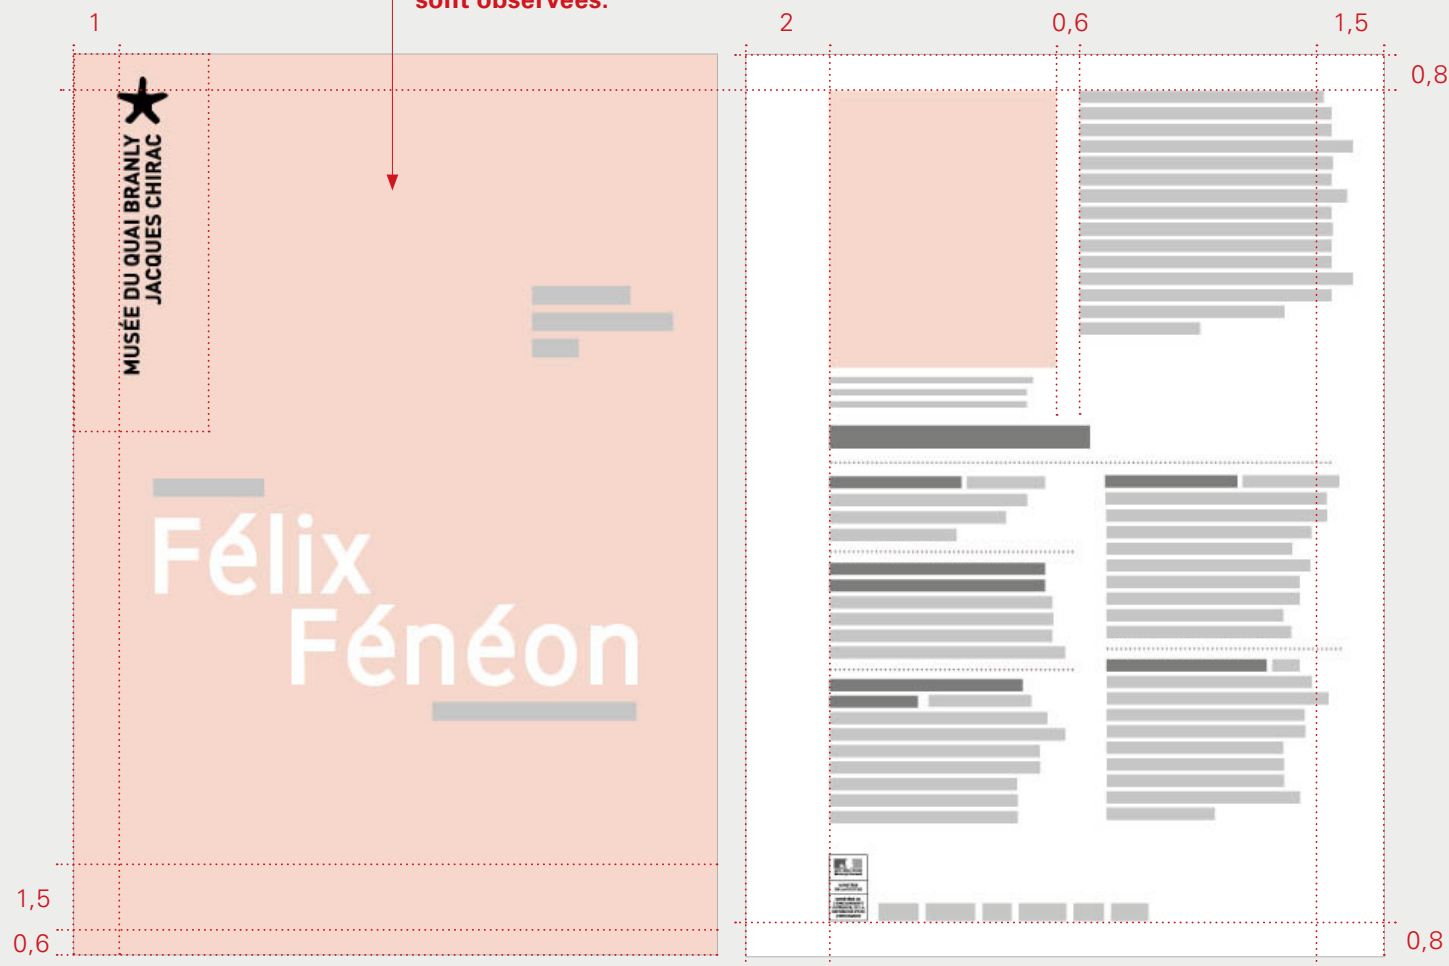 sont observées.
1
2
0,6
1,5
0,8
MUSÉE DU QUAI BRANLY
JACQUES CHIRAC
Félix
Fénéon
1,5
0,6
0,8